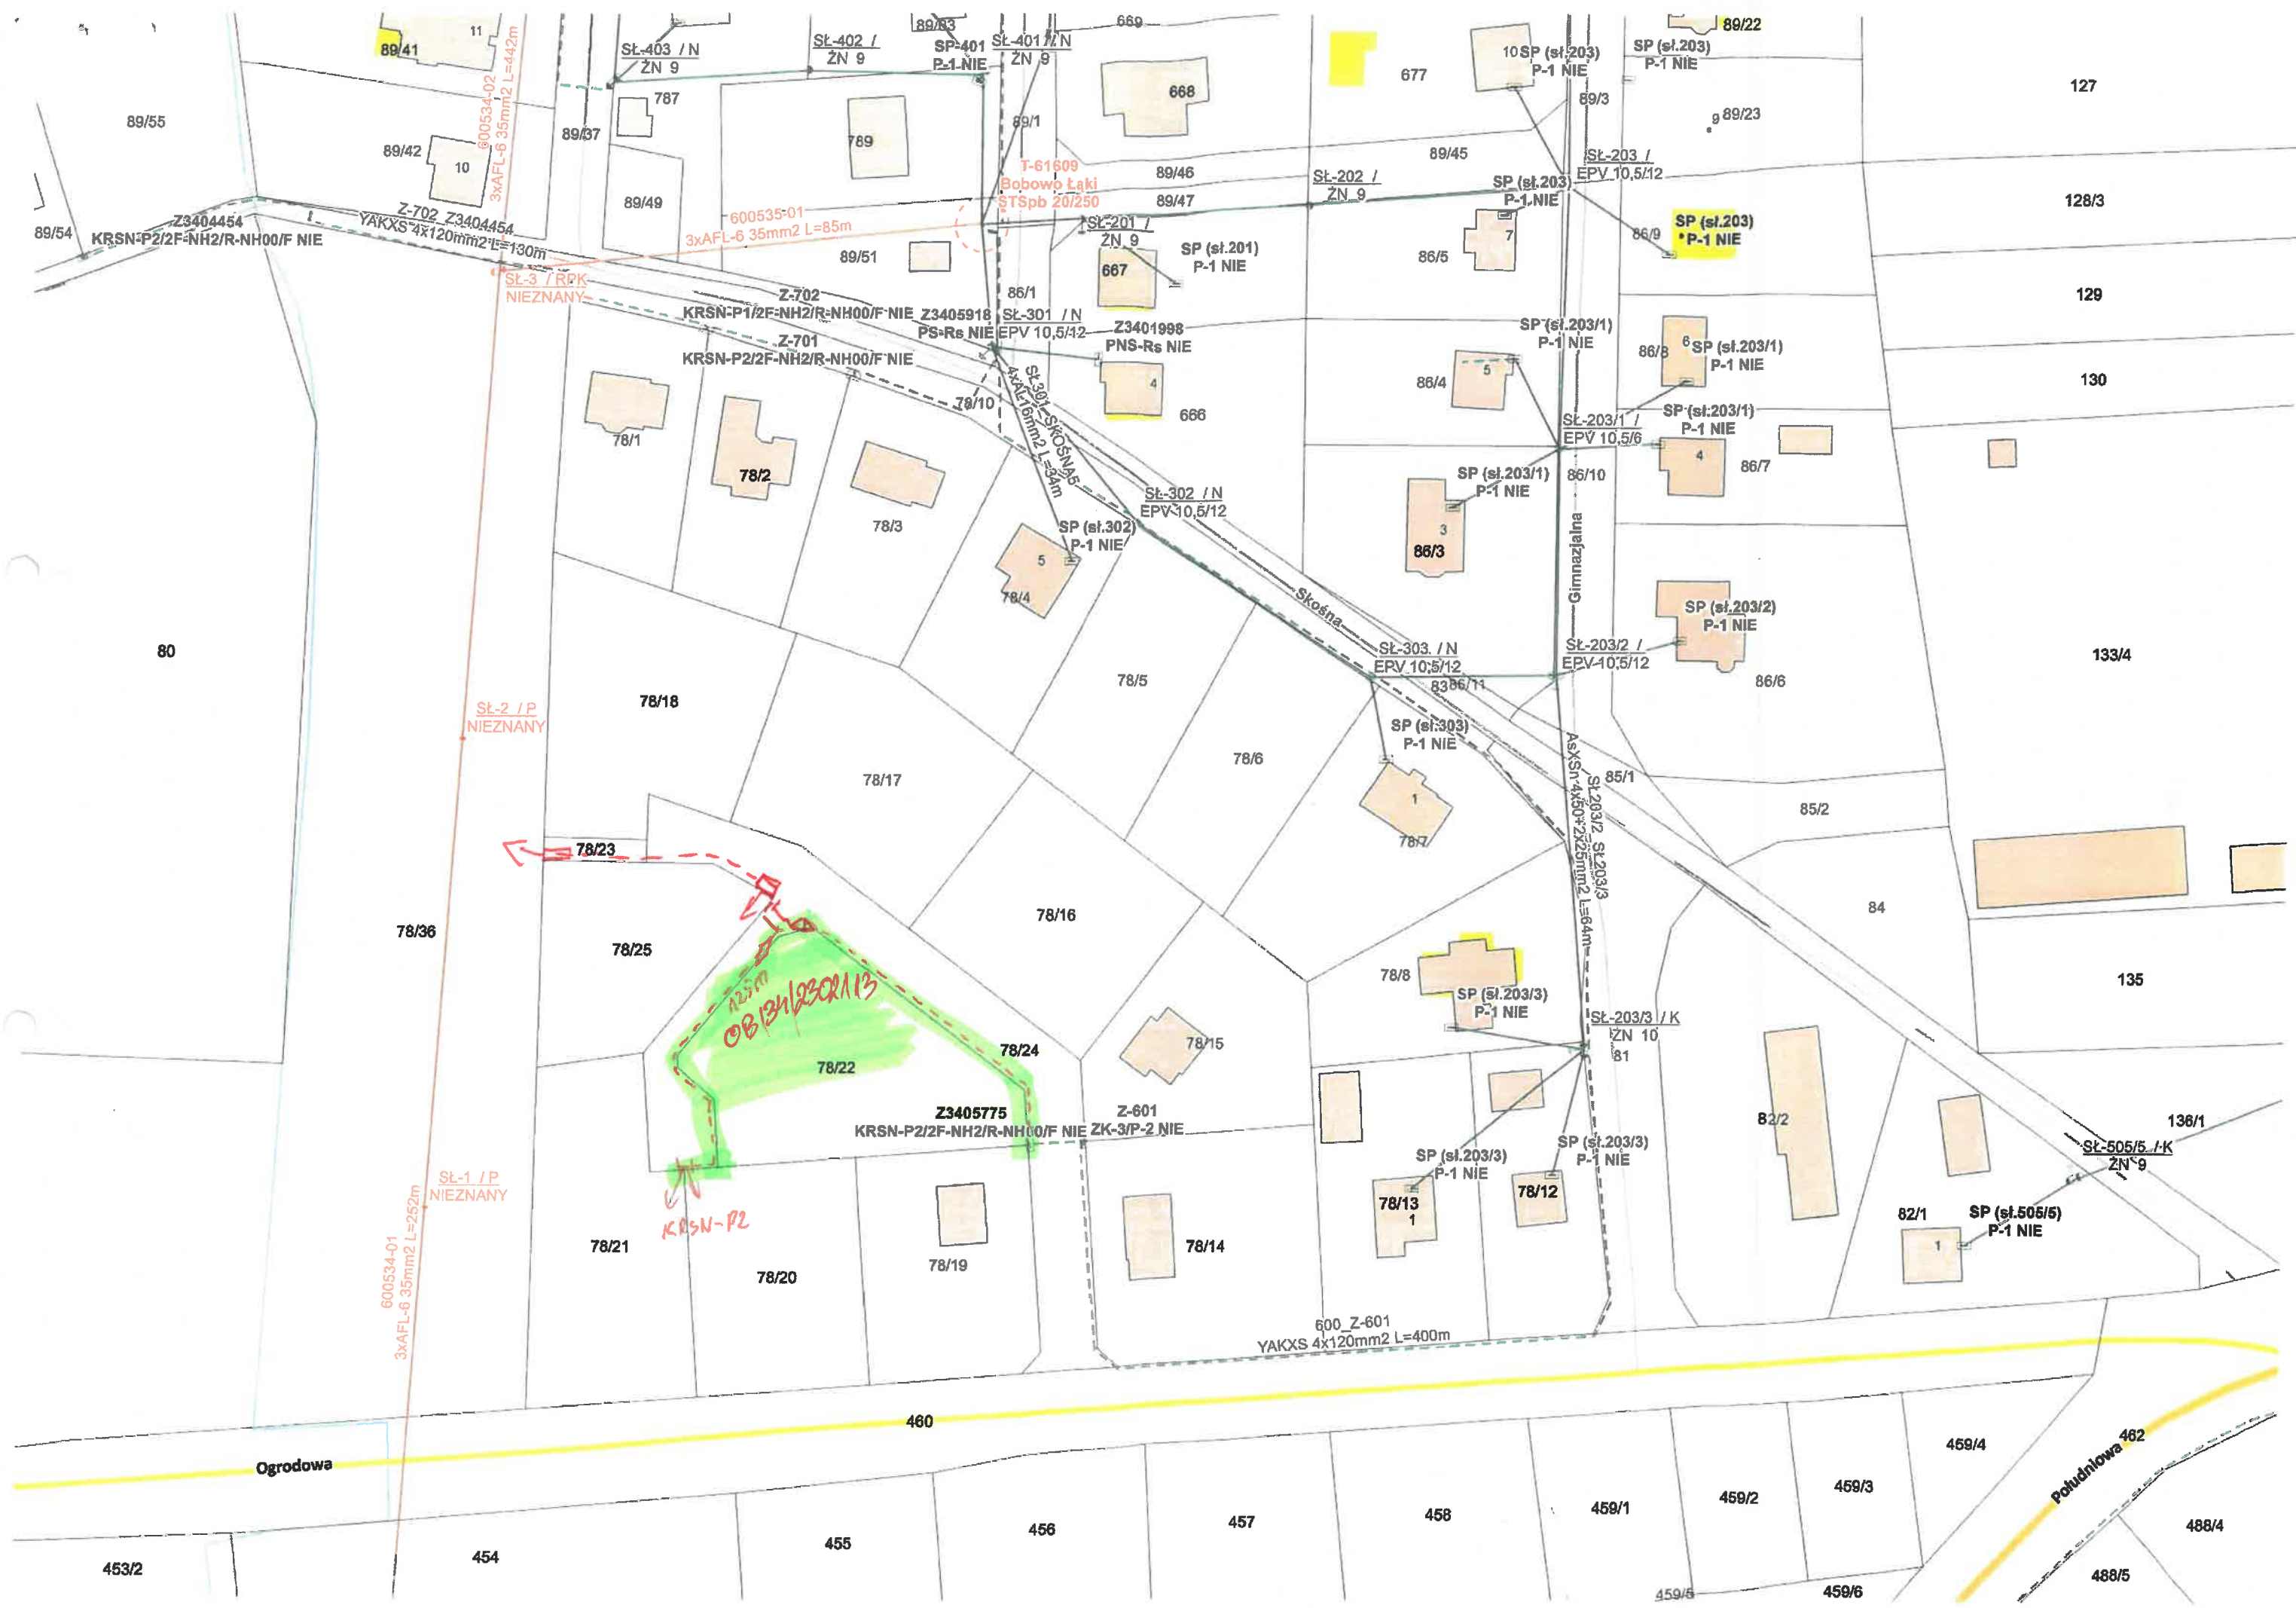 11
89/41
SŁ-403 / N
ŻN 9
SŁ-402 /
ŻN 9
89/63
SP-401
P-1 NIE
SŁ-401 / N
ŻN 9
669
677
10
SP (sł.203)
P-1 NIE
SP (sł.203)
P-1 NIE
89/22
127
89/55
89/42
10
600534-02
3xAFL-6 35mm2 L=442m
89/37
787
789
668
89/1
89/3
9
89/23
89/45
T-61609
Bobowo Łąki
STSpb 20/250
89/46
89/47
SŁ-202 /
ŻN 9
SP (sł.203)
P-1 NIE
SŁ-203 /
EPV 10,5/12
128/3
89/49
89/54
Z3404454
KRSN-P2/2F-NH2/R-NH00/F NIE
Z-702_Z3404454
YAKXS 4x120mm2 L=130m
600535-01
3xAFL-6 35mm2 L=85m
SŁ-201 /
ŻN 9
SP (sł.201)
P-1 NIE
7
86/5
86/9
SP (sł.203)
P-1 NIE
89/51
667
86/1
129
SŁ-3 / RPK
NIEZNANY
Z-702
KRSN-P1/2F-NH2/R-NH00/F NIE
Z3405918
PS-Rs NIE
SŁ-301 / N
EPV 10,5/12
Z3401998
PNS-Rs NIE
Z-701
KRSN-P2/2F-NH2/R-NH00/F NIE
SP (sł.203/1)
P-1 NIE
86/8
6
SP (sł.203/1)
P-1 NIE
86/4
5
130
4
666
78/10
SŁ301_SKOŚNA5
4xAL16mm2 L=34m
78/1
78/2
78/3
SŁ-203/1 /
EPV 10,5/6
SP (sł.203/1)
P-1 NIE
4
86/7
SP (sł.203/1)
P-1 NIE
86/10
SŁ-302 / N
EPV 10,5/12
SP (sł.302)
P-1 NIE
5
78/4
3
86/3
Gimnazjalna
Skośna
SP (sł.203/2)
P-1 NIE
80
SŁ-303 / N
EPV 10,5/12
SŁ-203/2 /
EPV 10,5/12
133/4
83
86/11
86/6
78/5
78/18
SŁ-2 / P
NIEZNANY
SP (sł.303)
P-1 NIE
78/17
78/6
AsXSn 4x50+2x25mm2 L=64m
SŁ203/2_SŁ203/3
85/1
1
78/7
85/2
78/23
84
78/16
78/36
78/25
78/8
135
SP (sł.203/3)
P-1 NIE
125m
OB/34/2302113
SŁ-203/3 / K
ŻN 10
81
78/24
78/15
78/22
Z3405775
KRSN-P2/2F-NH2/R-NH00/F NIE
Z-601
ZK-3/P-2 NIE
82/2
136/1
SP (sł.203/3)
P-1 NIE
SP (sł.203/3)
P-1 NIE
SŁ-505/5 / K
ŻN 9
SŁ-1 / P
NIEZNANY
78/13
1
78/12
KRSN-P2
82/1
SP (sł.505/5)
P-1 NIE
1
600534-01
3xAFL-6 35mm2 L=252m
78/21
78/20
78/19
78/14
600_Z-601
YAKXS 4x120mm2 L=400m
460
Ogrodowa
462
Południowa
459/4
453/2
454
455
456
457
458
459/1
459/2
459/3
488/4
459/5
459/6
488/5